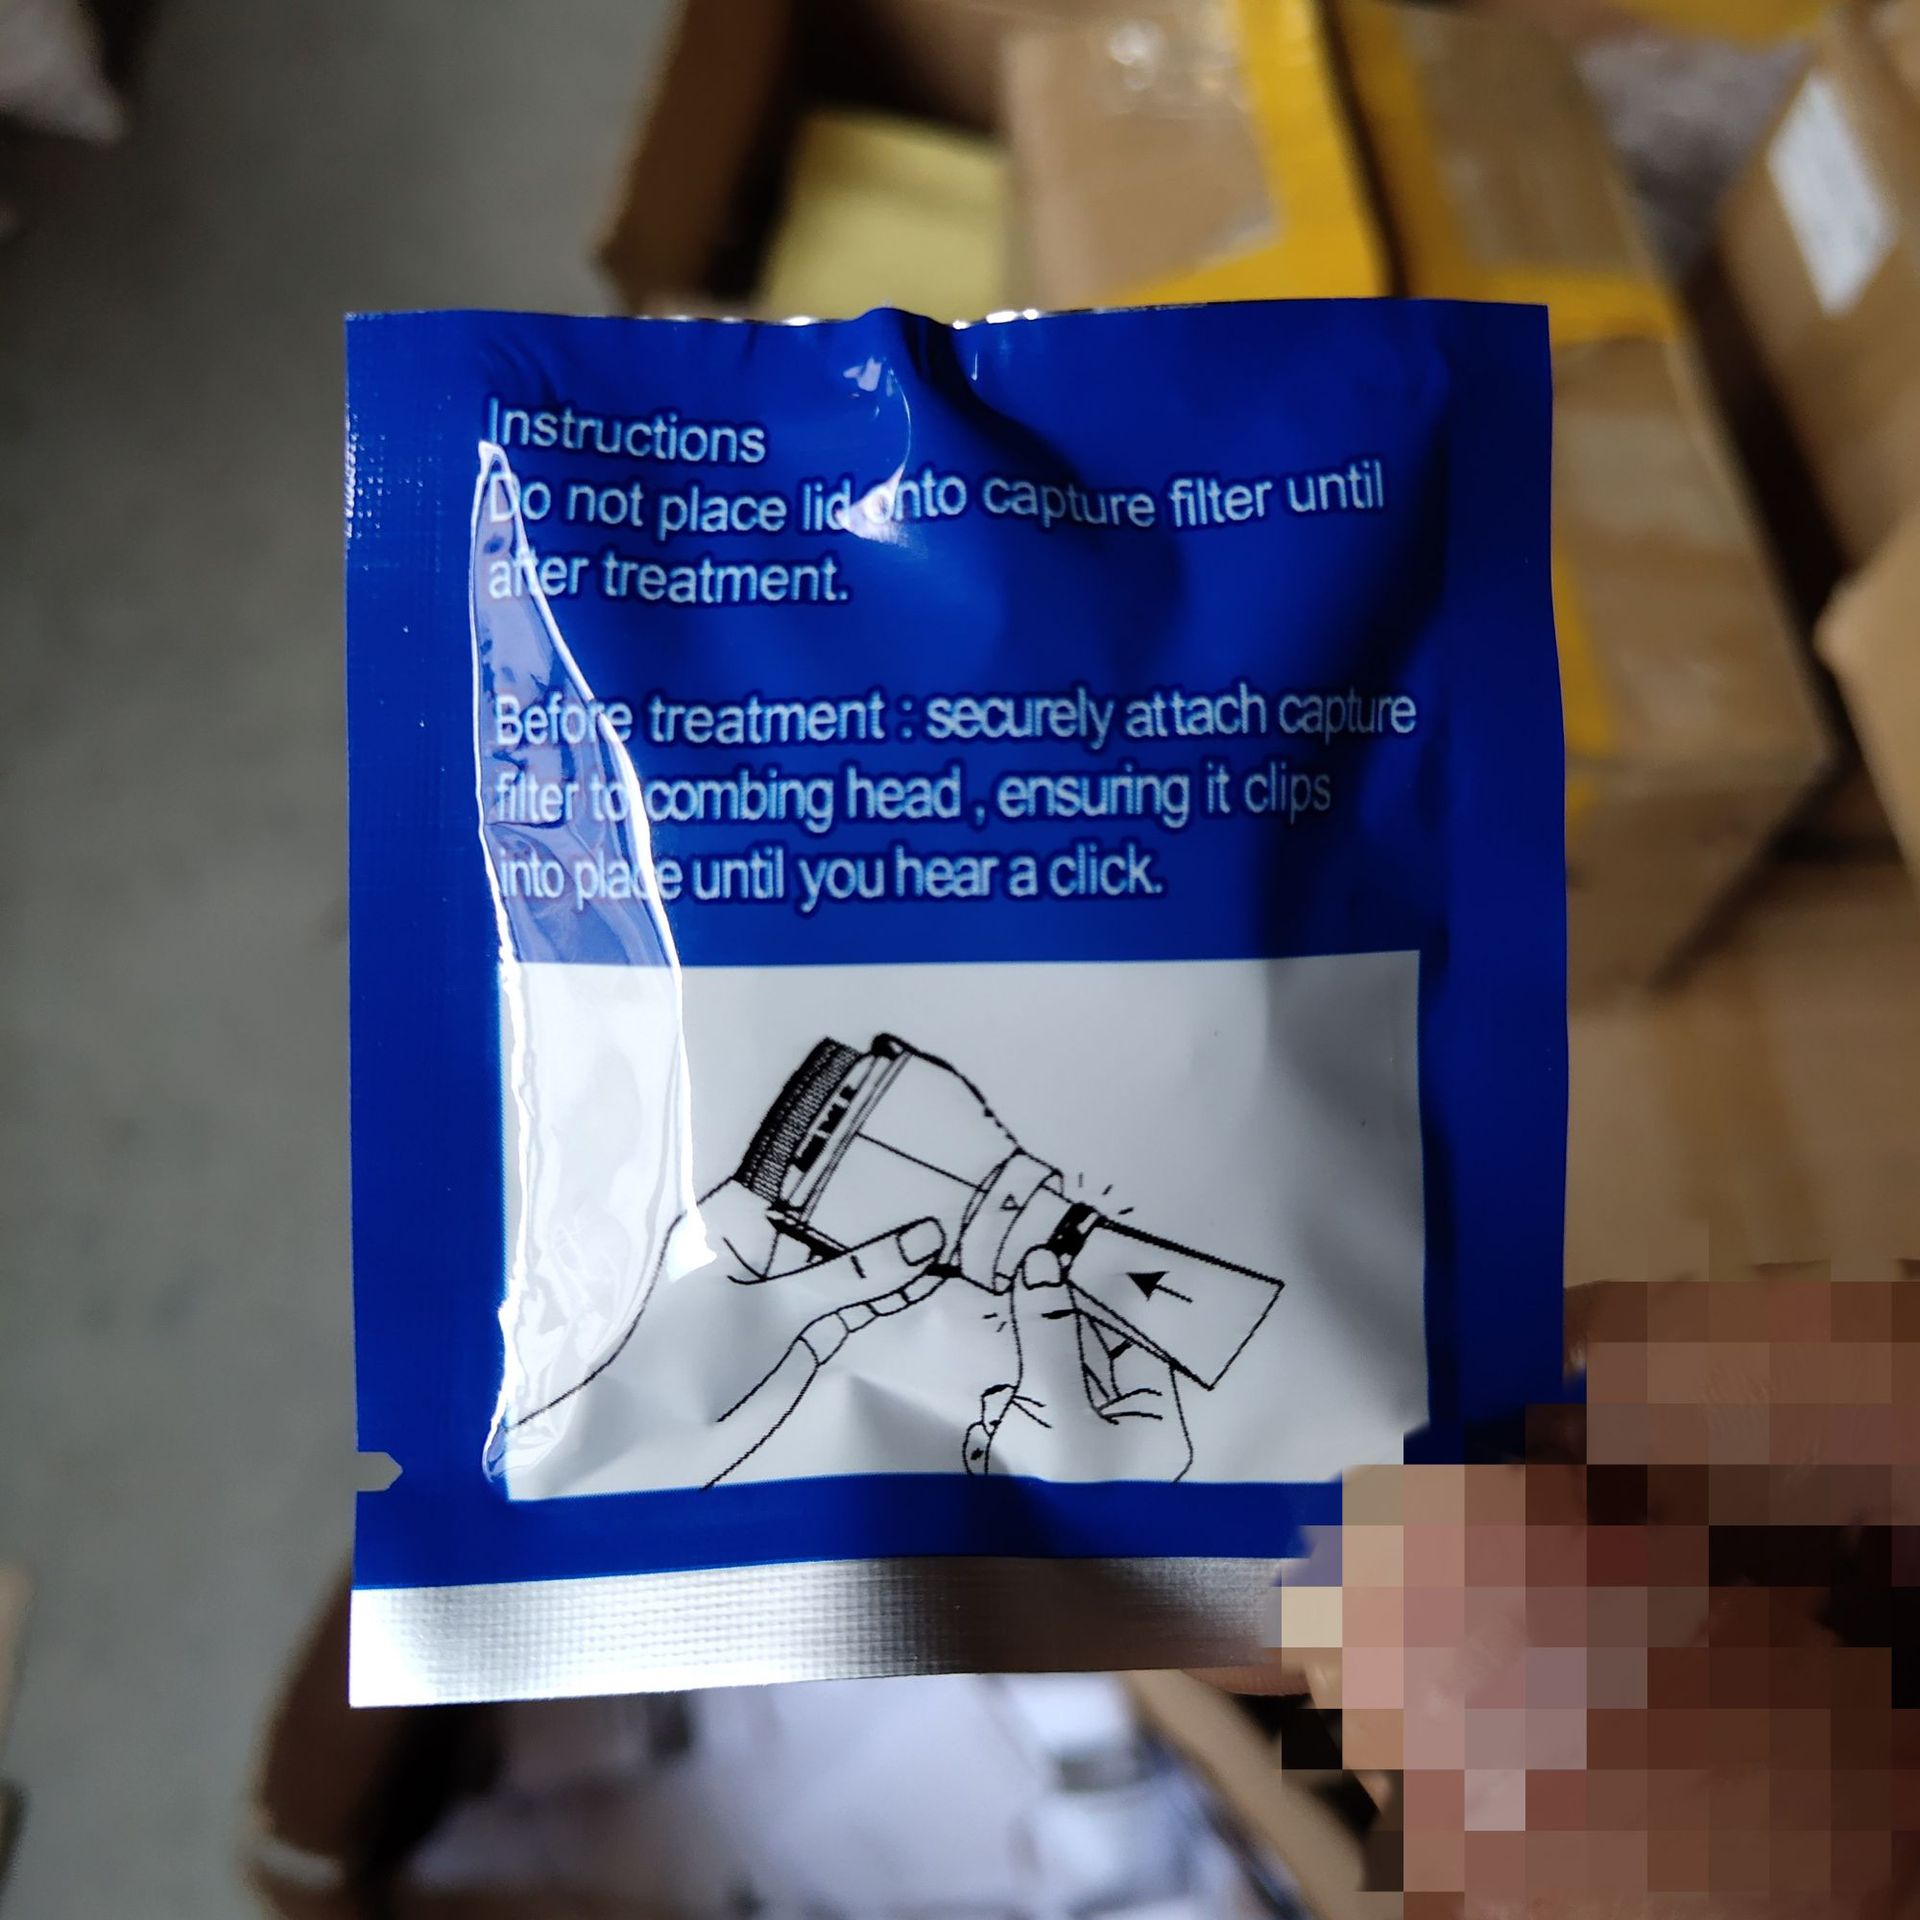 Instructions
Do not place lid onto capture filter until
after treatment.
Before treatment : securely attach capture
filter to combing head , ensuring it clips
into place until you hear a click.